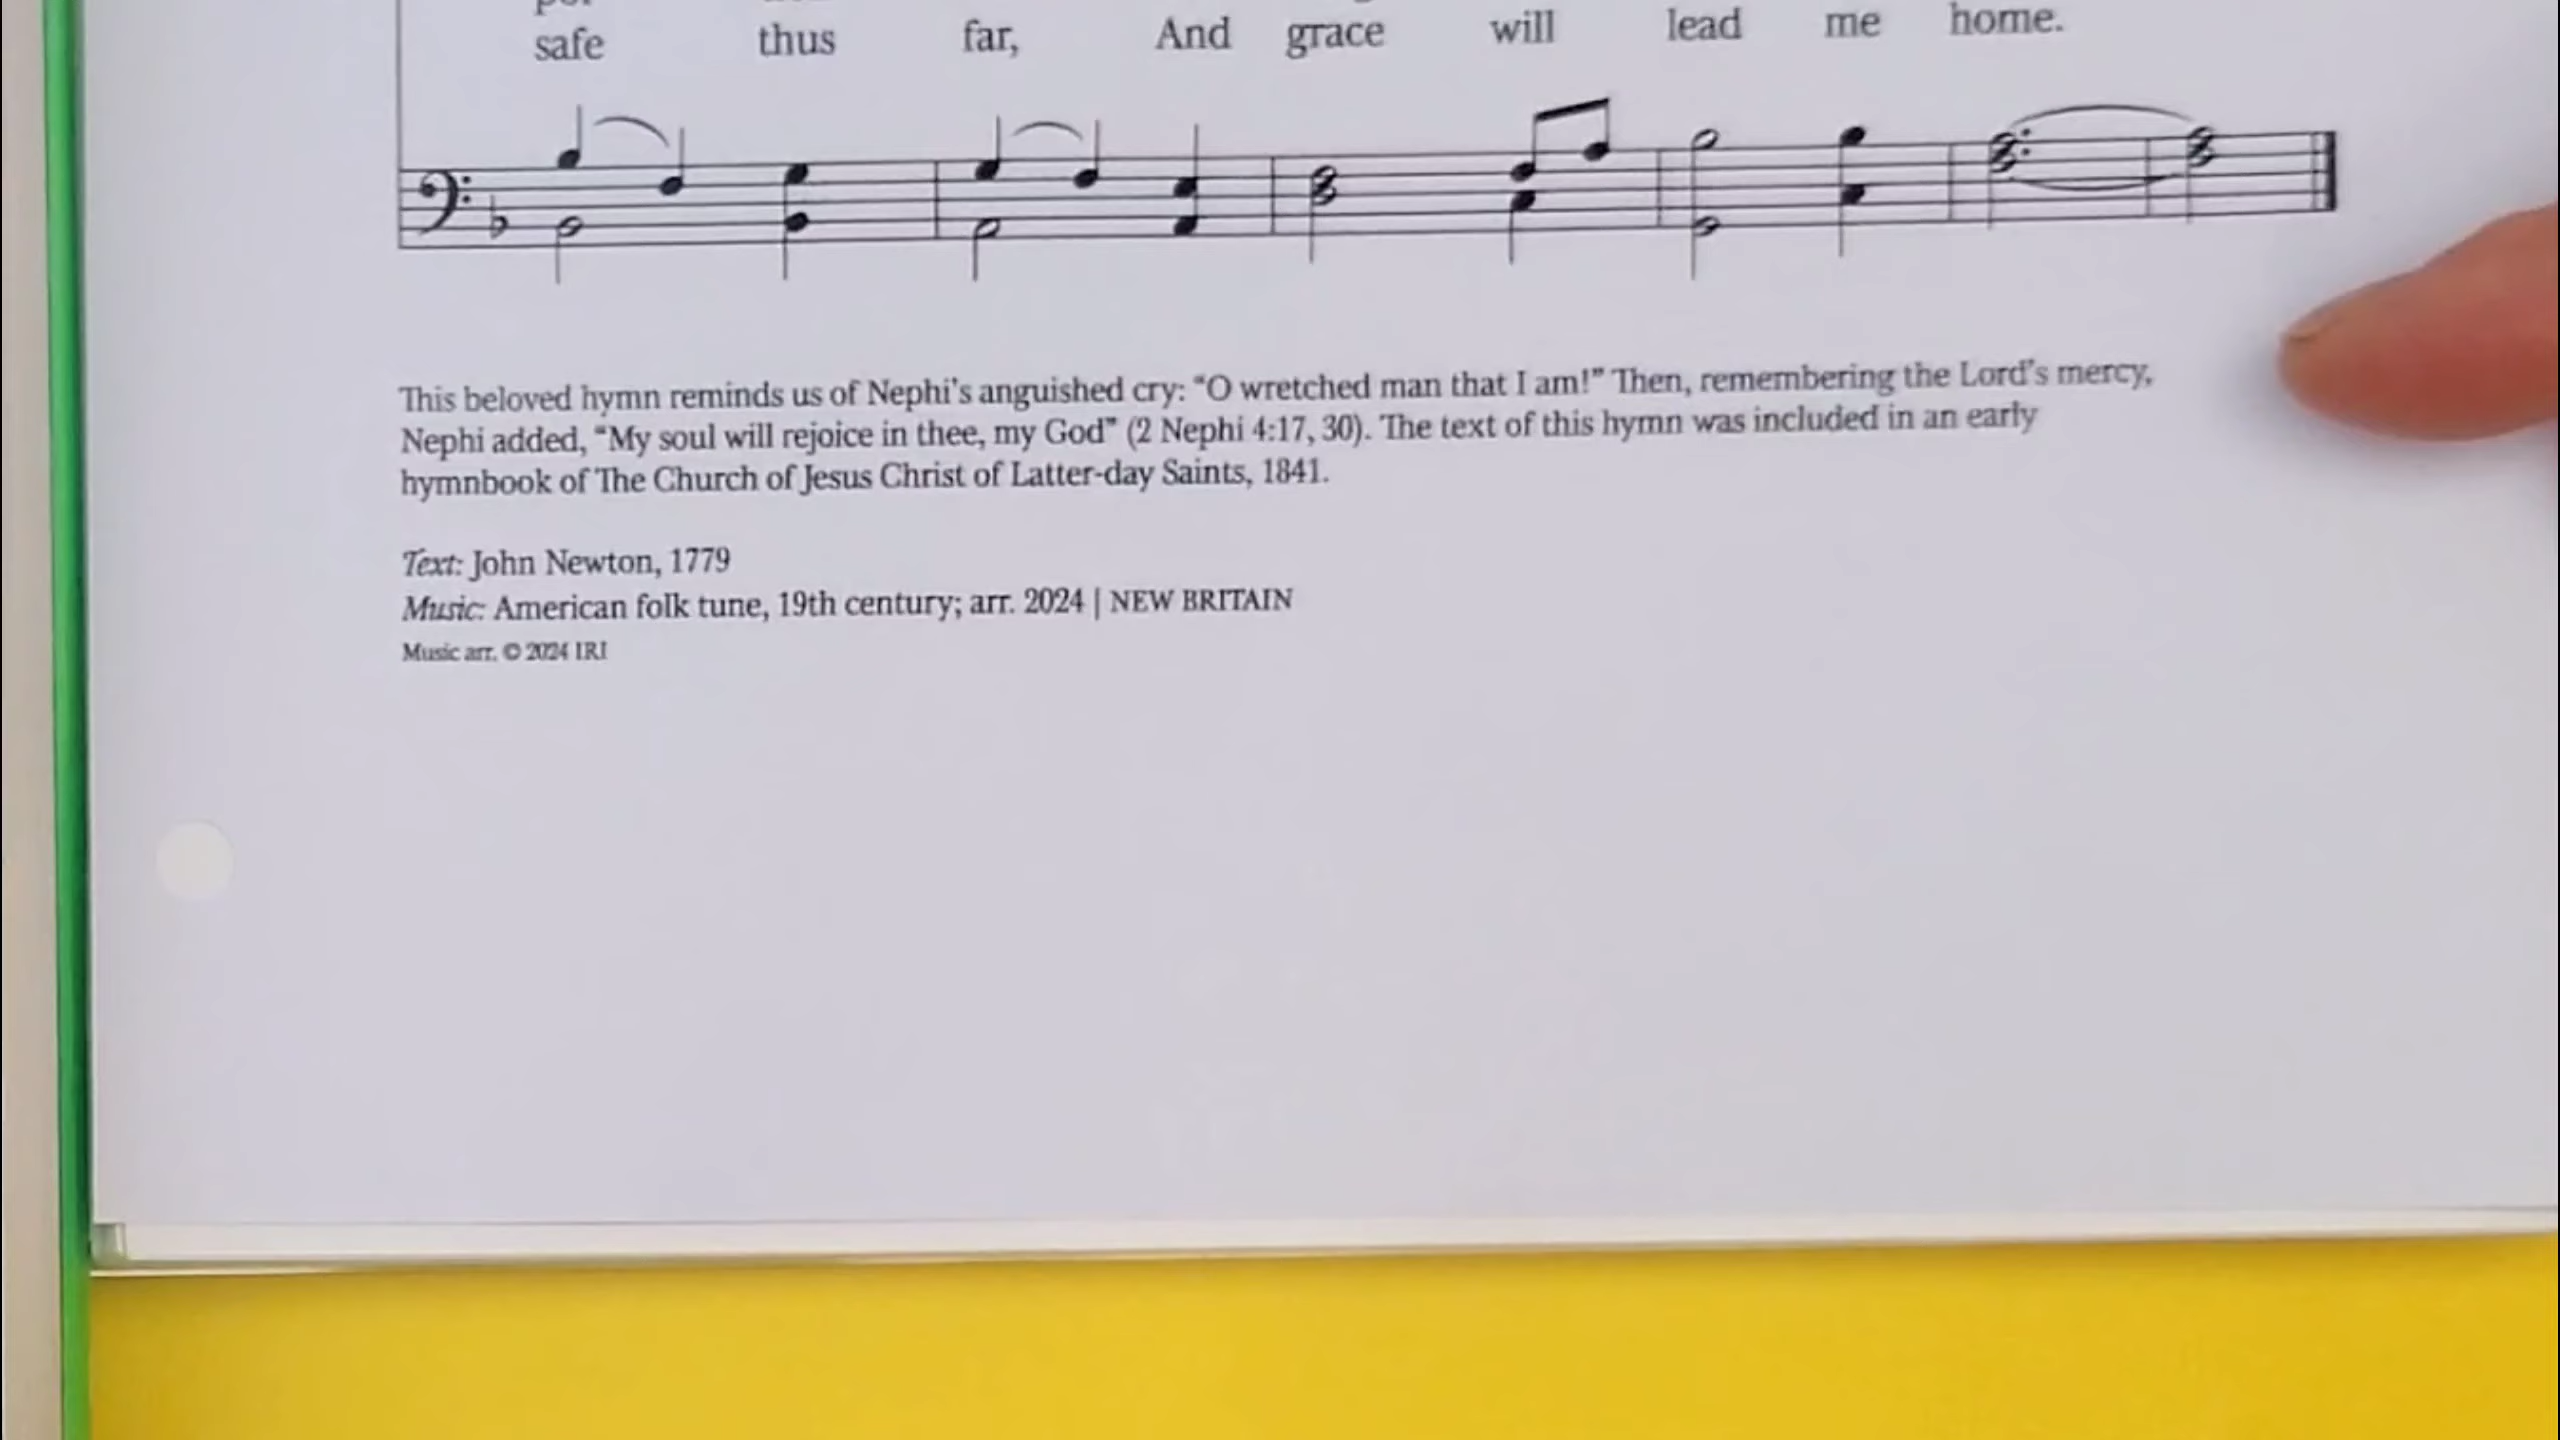 safe thus far, And grace will lead me home.
This beloved hymn reminds us of Nephi's anguished cry: “O wretched man that I am!” Then, remembering the Lord's mercy,
Nephi added, “My soul will rejoice in thee, my God” (2 Nephi 4:17, 30). The text of this hymn was included in an early
hymnbook of The Church of Jesus Christ of Latter-day Saints, 1841.
Text: John Newton, 1779
Music: American folk tune, 19th century; arr. 2024 | NEW BRITAIN
Music arr. © 2024 IRI